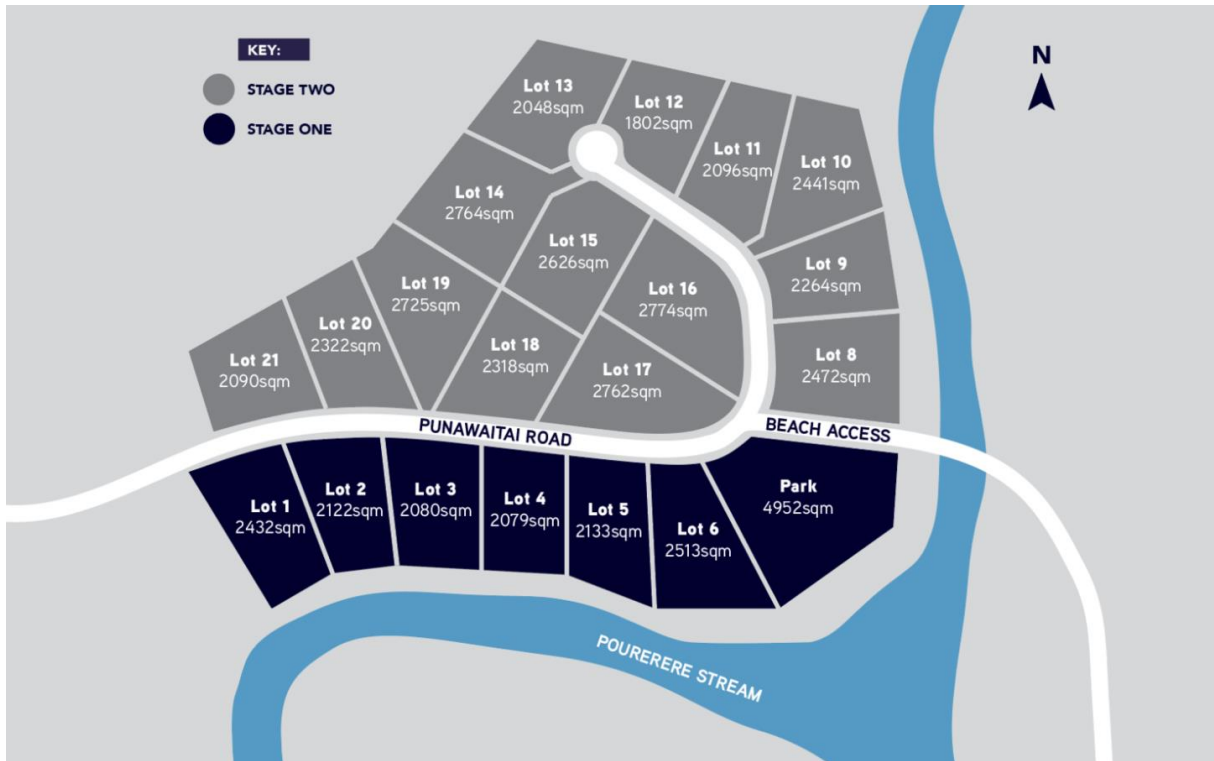 KEY:
STAGE TWO
STAGE ONE
N
Lot 13
2048sqm
Lot 12
1802sqm
Lot 11
2096sqm
Lot 10
2441sqm
Lot 14
2764sqm
Lot 15
2626sqm
Lot 9
2264sqm
Lot 19
2725sqm
Lot 16
2774sqm
Lot 20
2322sqm
Lot 18
2318sqm
Lot 21
2090sqm
Lot 17
2762sqm
Lot 8
2472sqm
PUNAWAITAI ROAD
BEACH ACCESS
Lot 1
2432sqm
Lot 2
2122sqm
Lot 3
2080sqm
Lot 4
2079sqm
Lot 5
2133sqm
Lot 6
2513sqm
Park
4952sqm
POURERERE STREAM